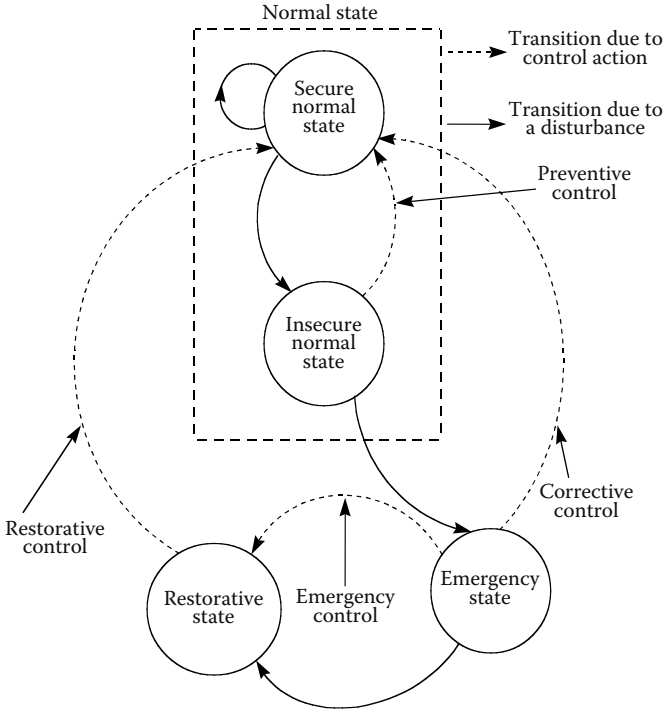 Normal state
Transition due to
control action
Secure
normal
state
Transition due to
a disturbance
Preventive
control
Insecure
normal
state
Restorative
control
Corrective
control
Restorative
state
Emergency
control
Emergency
state